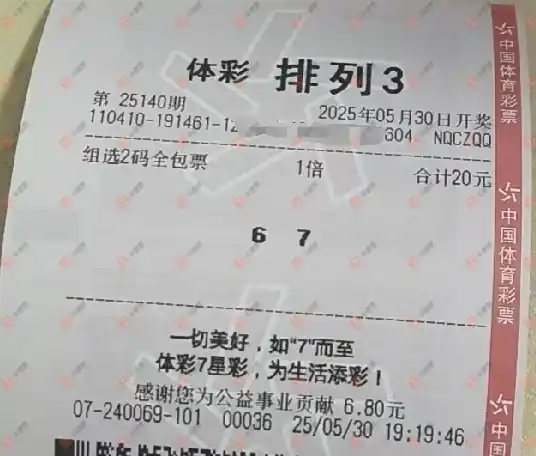 体彩 排列3
第 25140期 2025年05月30日开奖
110410-191461-12 604 NQCZQQ
组选2码全包票 1倍 合计20元
6 7
一切美好，如"7"而至
体彩7星彩，为生活添彩！
感谢您为公益事业贡献 6.80元
07-240069-101 00036 25/05/30 19:19:46
中国体育彩票
中国体育彩票
中国